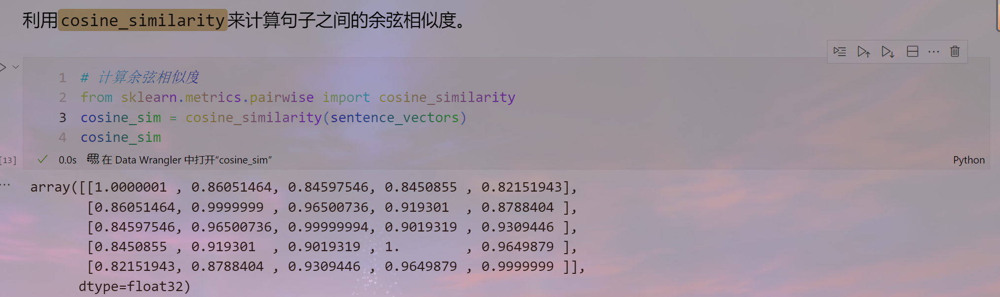 利用cosine_similarity来计算句子之间的余弦相似度。
1 # 计算余弦相似度
2 from sklearn.metrics.pairwise import cosine_similarity
3 cosine_sim = cosine_similarity(sentence_vectors)
4 cosine_sim
[13] 0.0s 在 Data Wrangler 中打开“cosine_sim” Python
array([[1.0000001 , 0.86051464, 0.84597546, 0.8450855 , 0.82151943],
[0.86051464, 0.9999999 , 0.96500736, 0.919301  , 0.8788404 ],
[0.84597546, 0.96500736, 0.99999994, 0.9019319 , 0.9309446 ],
[0.8450855 , 0.919301  , 0.9019319 , 1.        , 0.9649879 ],
[0.82151943, 0.8788404 , 0.9309446 , 0.9649879 , 0.9999999 ]],
dtype=float32)